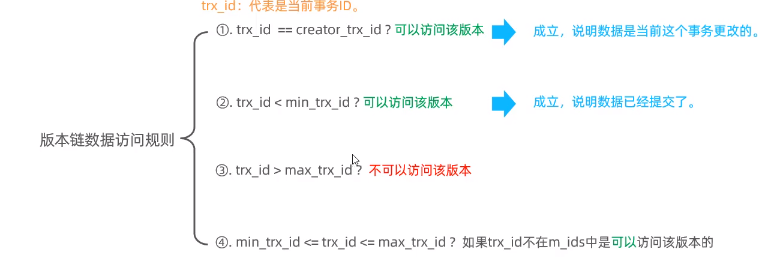 trx_id：代表是当前事务ID。
①. trx_id == creator_trx_id ? 可以访问该版本 成立，说明数据是当前这个事务更改的。
②. trx_id < min_trx_id ? 可以访问该版本 成立，说明数据已经提交了。
版本链数据访问规则
③. trx_id > max_trx_id ? 不可以访问该版本
④. min_trx_id <= trx_id <= max_trx_id ? 如果trx_id不在m_ids中是可以访问该版本的